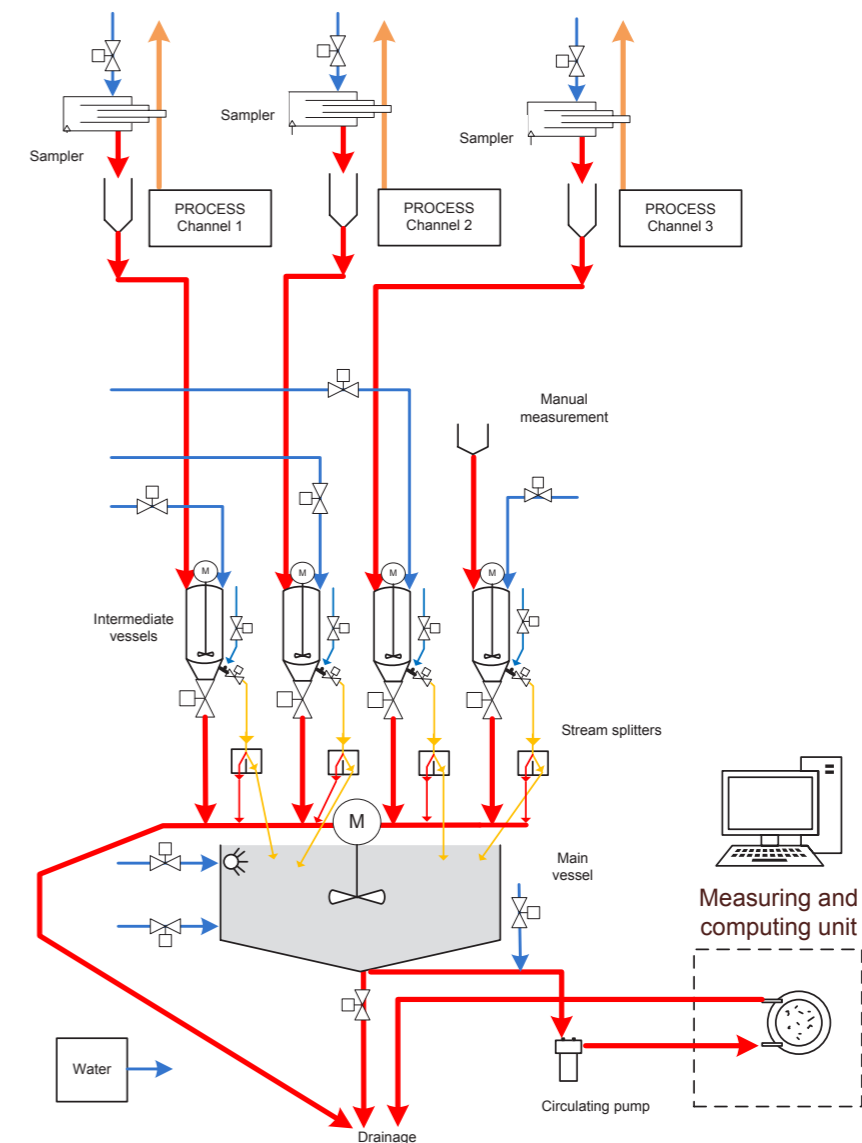 Sampler
Sampler
Sampler
PROCESS
Channel 1
PROCESS
Channel 2
PROCESS
Channel 3
Manual
measurement
M
M
M
M
Intermediate
vessels
Stream splitters
M
Main
vessel
Measuring and
computing unit
Water
Circulating pump
Drainage